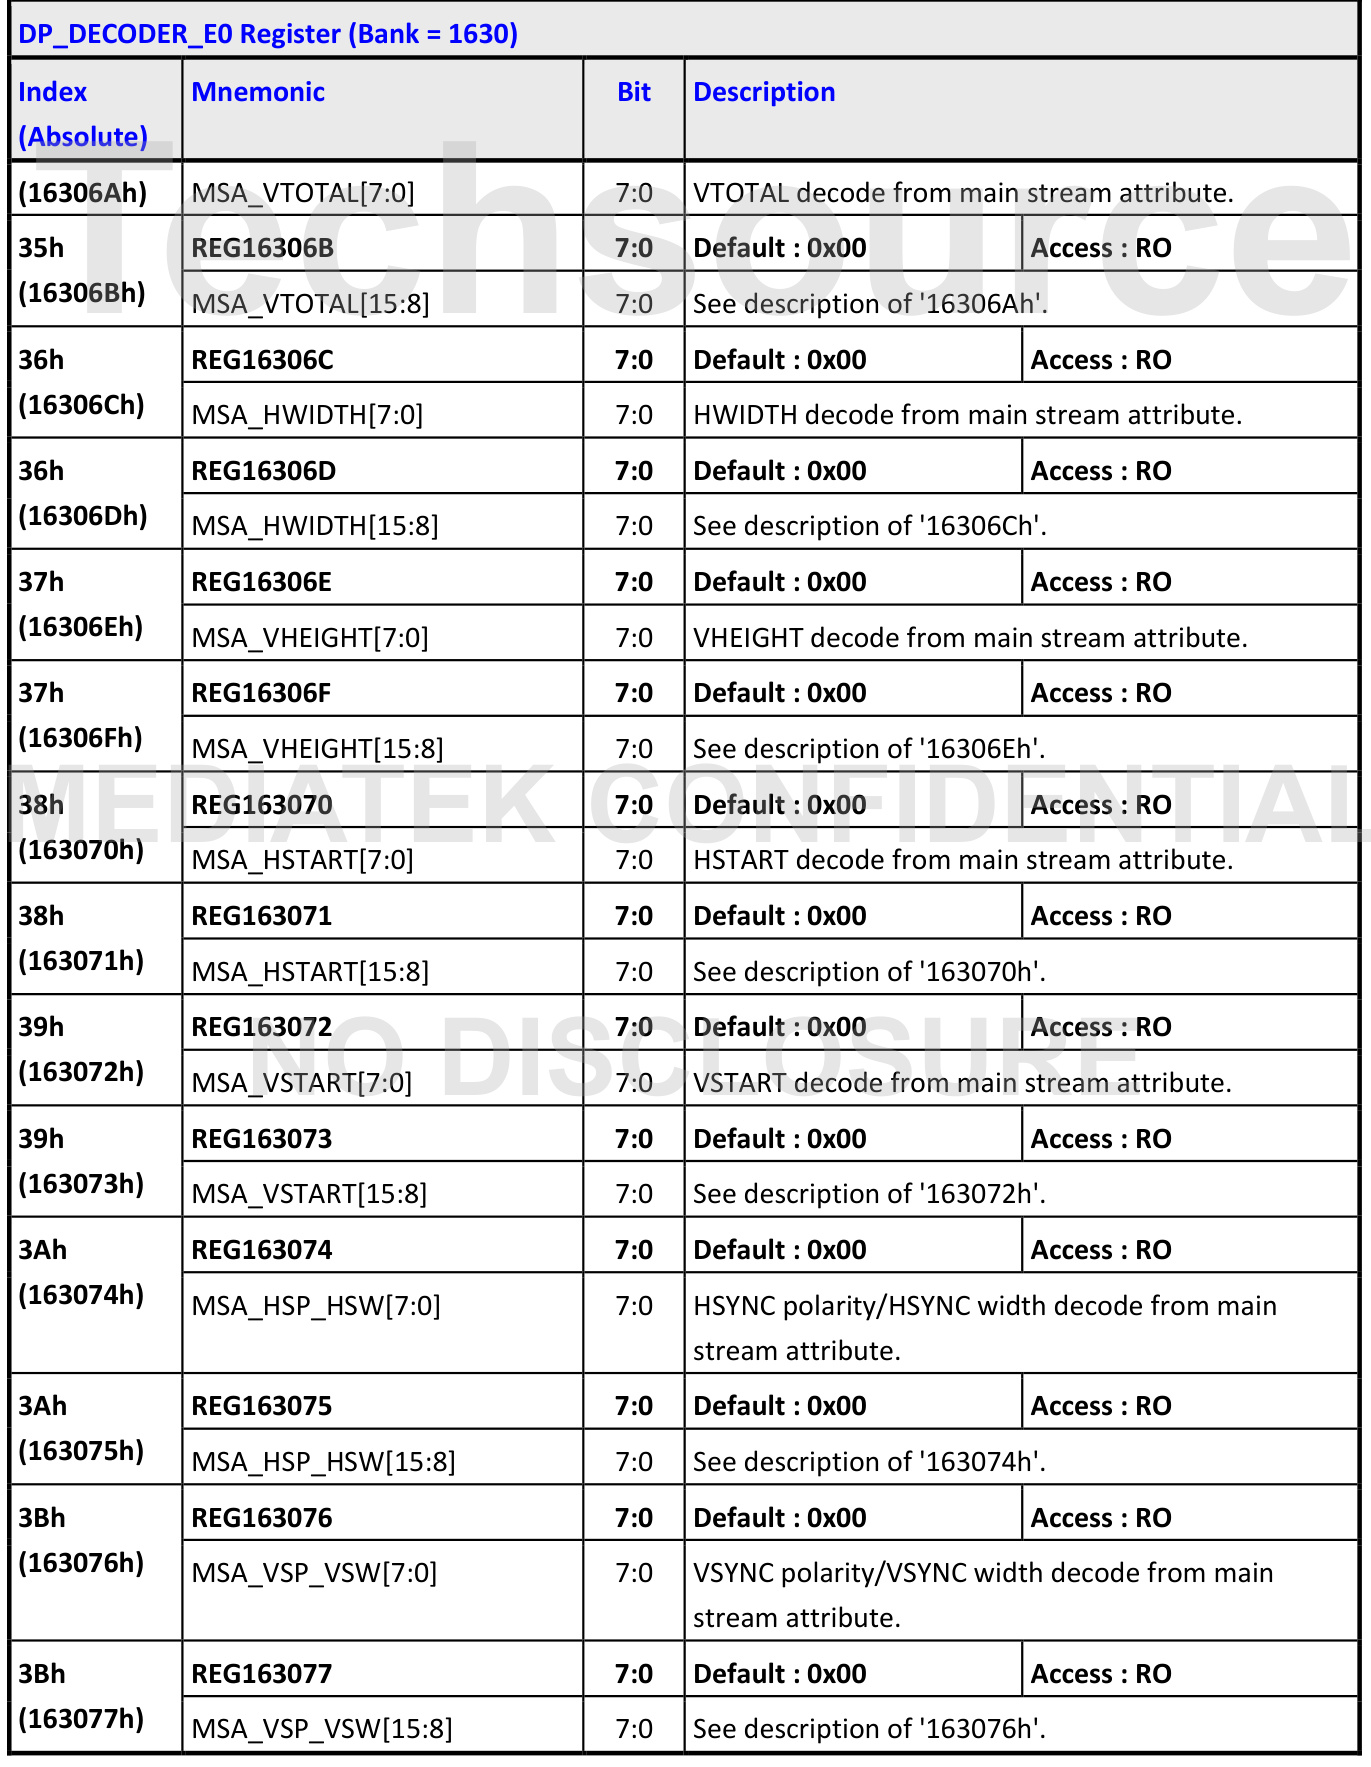 DP_DECODER_E0 Register (Bank = 1630)
Index (Absolute) Mnemonic Bit Description
(16306Ah) MSA_VTOTAL[7:0] 7:0 VTOTAL decode from main stream attribute.
35h REG16306B 7:0 Default : 0x00 Access : RO
(16306Bh) MSA_VTOTAL[15:8] 7:0 See description of '16306Ah'.
36h REG16306C 7:0 Default : 0x00 Access : RO
(16306Ch) MSA_HWIDTH[7:0] 7:0 HWIDTH decode from main stream attribute.
36h REG16306D 7:0 Default : 0x00 Access : RO
(16306Dh) MSA_HWIDTH[15:8] 7:0 See description of '16306Ch'.
37h REG16306E 7:0 Default : 0x00 Access : RO
(16306Eh) MSA_VHEIGHT[7:0] 7:0 VHEIGHT decode from main stream attribute.
37h REG16306F 7:0 Default : 0x00 Access : RO
(16306Fh) MSA_VHEIGHT[15:8] 7:0 See description of '16306Eh'.
38h REG163070 7:0 Default : 0x00 Access : RO
(163070h) MSA_HSTART[7:0] 7:0 HSTART decode from main stream attribute.
38h REG163071 7:0 Default : 0x00 Access : RO
(163071h) MSA_HSTART[15:8] 7:0 See description of '163070h'.
39h REG163072 7:0 Default : 0x00 Access : RO
(163072h) MSA_VSTART[7:0] 7:0 VSTART decode from main stream attribute.
39h REG163073 7:0 Default : 0x00 Access : RO
(163073h) MSA_VSTART[15:8] 7:0 See description of '163072h'.
3Ah REG163074 7:0 Default : 0x00 Access : RO
(163074h) MSA_HSP_HSW[7:0] 7:0 HSYNC polarity/HSYNC width decode from main
stream attribute.
3Ah REG163075 7:0 Default : 0x00 Access : RO
(163075h) MSA_HSP_HSW[15:8] 7:0 See description of '163074h'.
3Bh REG163076 7:0 Default : 0x00 Access : RO
(163076h) MSA_VSP_VSW[7:0] 7:0 VSYNC polarity/VSYNC width decode from main
stream attribute.
3Bh REG163077 7:0 Default : 0x00 Access : RO
(163077h) MSA_VSP_VSW[15:8] 7:0 See description of '163076h'.
Techsource
MEDIATEK CONFIDENTIAL
NO DISCLOSURE